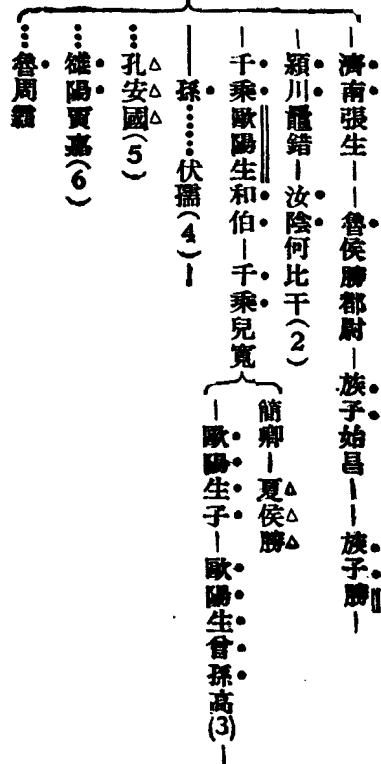 濟南張生——魯侯勝都尉—族子始昌——族子勝—
—潁川鼂錯—汝陰何比干(2)
—千乘歐陽生和伯—千乘兒寬
簡卿—夏侯勝
—歐陽生子—歐陽生曾孫高(3)—
——孫……伏孺(4)—
…孔安國(5)
…雒陽賈嘉(6)
…魯周霸